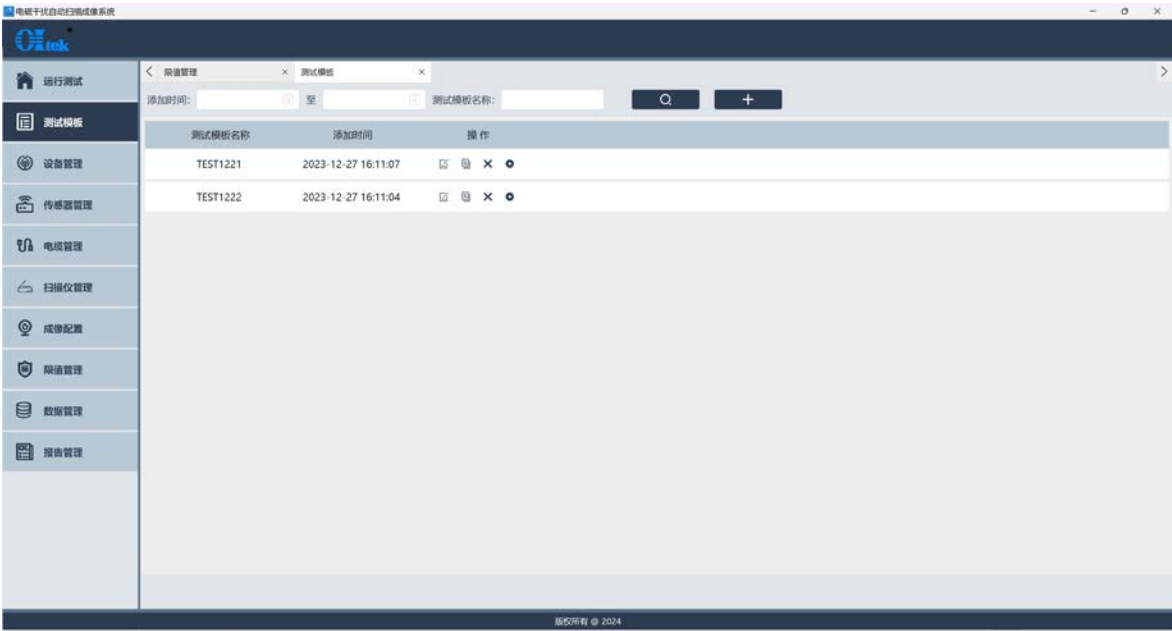 电磁干扰自动扫描成像系统
OItek
运行测试
测试模板
设备管理
传感器管理
电缆管理
扫描仪管理
成像配置
限值管理
数据管理
报告管理
限值管理 测试模板
添加时间: 至 测试模板名称:
测试模板名称 添加时间 操作
TEST1221 2023-12-27 16:11:07
TEST1222 2023-12-27 16:11:04
版权所有 @ 2024